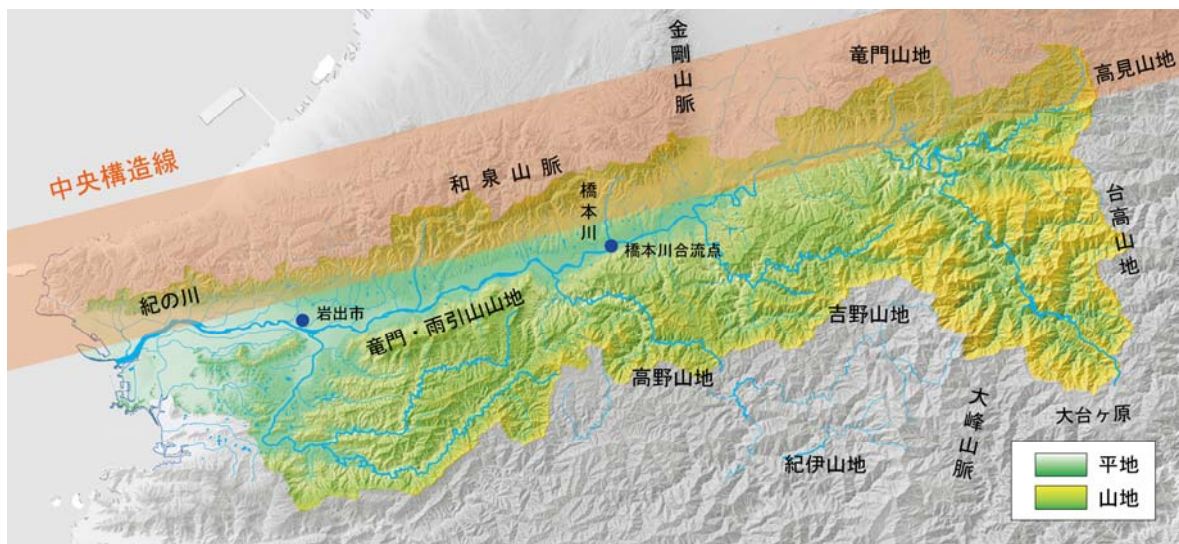 金剛山脈
竜門山地
高見山地
中央構造線
和泉山脈
橋本川
台高山地
橋本川合流点
紀の川
岩出市
竜門・雨引山山地
吉野山地
高野山地
大峰山脈
大台ヶ原
紀伊山地
平地
山地